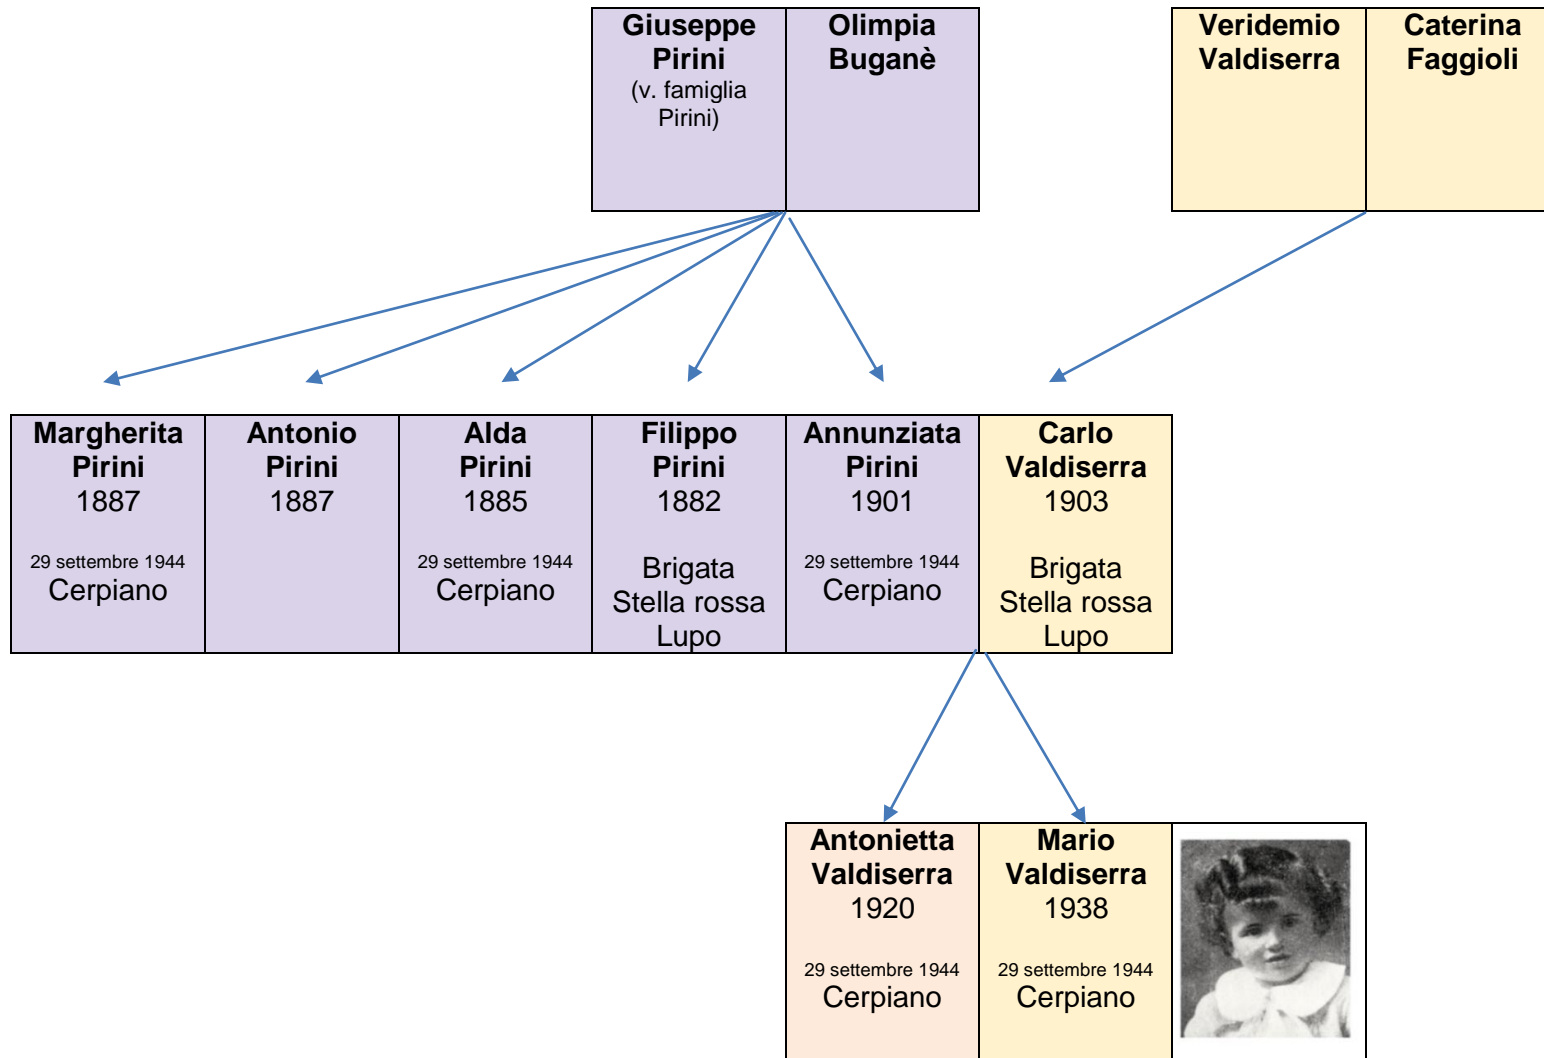 Giuseppe
Pirini
(v. famiglia
Pirini)
Olimpia
Buganè
Veridemio
Valdiserra
Caterina
Faggioli
Margherita
Pirini
1887
29 settembre 1944
Cerpiano
Antonio
Pirini
1887
Alda
Pirini
1885
29 settembre 1944
Cerpiano
Filippo
Pirini
1882
Brigata
Stella rossa
Lupo
Annunziata
Pirini
1901
29 settembre 1944
Cerpiano
Carlo
Valdiserra
1903
Brigata
Stella rossa
Lupo
Antonietta
Valdiserra
1920
29 settembre 1944
Cerpiano
Mario
Valdiserra
1938
29 settembre 1944
Cerpiano